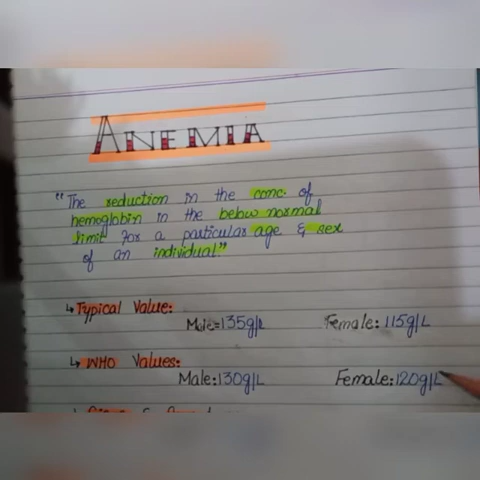 ANEMIA
"The reduction in the conc. of
hemoglobin in the below normal
limit for a particular age & sex
of an individual"
↳ Typical Value:
Male=135g/L Female: 115g/L
↳ WHO Values:
Male:130g/L Female:120g/L